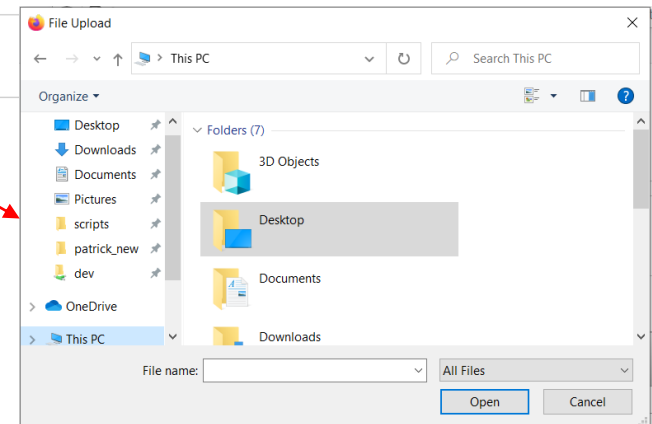 File Upload
This PC
Search This PC
Organize
Desktop
Downloads
Documents
Pictures
scripts
patrick_new
dev
OneDrive
This PC
Folders (7)
3D Objects
Desktop
Documents
Downloads
File name:
All Files
Open
Cancel